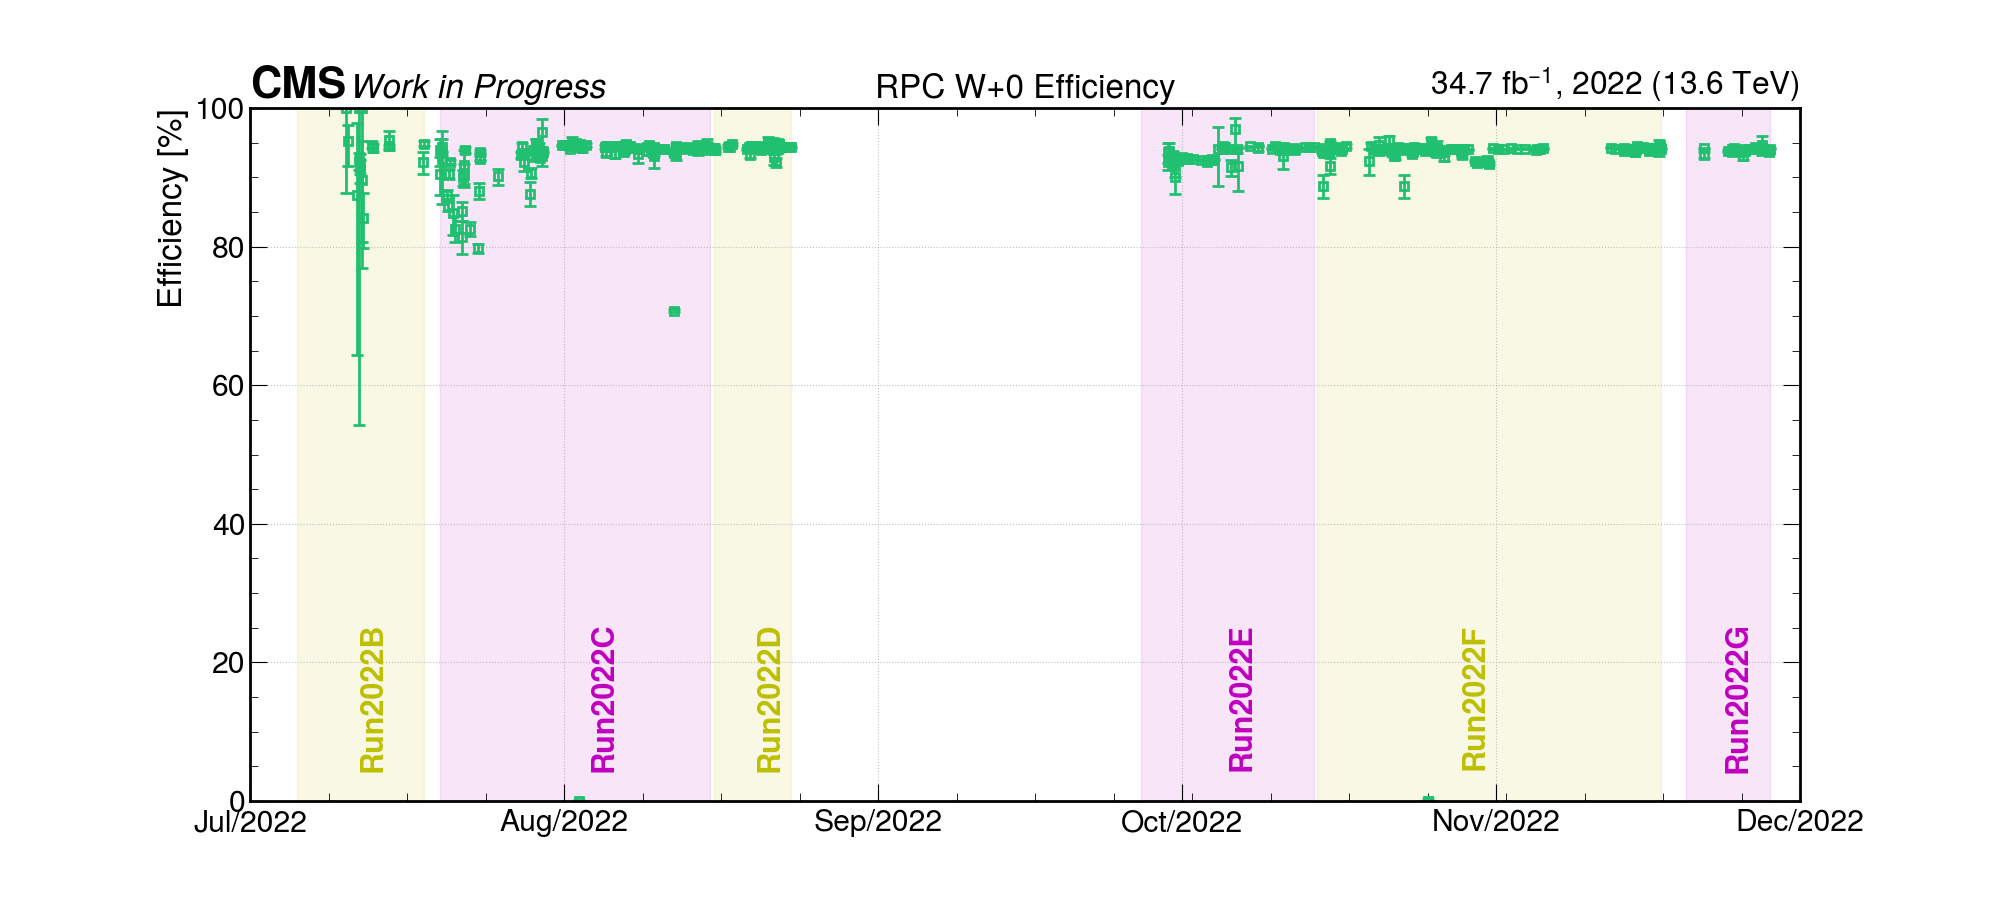 CMS Work in Progress RPC W+0 Efficiency 34.7 fb⁻¹, 2022 (13.6 TeV)
Efficiency [%]
100
80
60
40
20
0
Run2022B
Run2022C
Run2022D
Run2022E
Run2022F
Run2022G
Jul/2022 Aug/2022 Sep/2022 Oct/2022 Nov/2022 Dec/2022